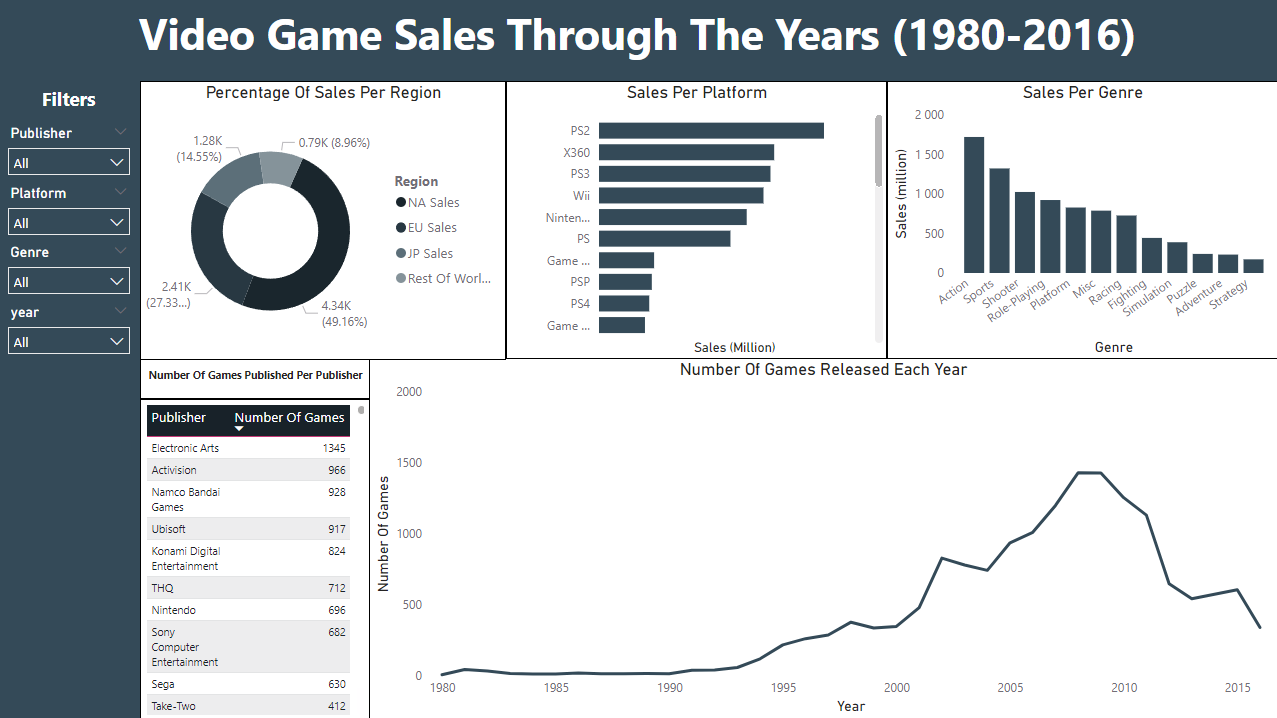 Video Game Sales Through The Years (1980-2016)
Filters
Publisher
All
Platform
All
Genre
All
year
All
Percentage Of Sales Per Region
1.28K
(14.55%)
0.79K (8.96%)
2.41K
(27.33...)
4.34K
(49.16%)
Region
NA Sales
EU Sales
JP Sales
Rest Of Worl...
Sales Per Platform
PS2
X360
PS3
Wii
Ninten...
PS
Game ...
PSP
PS4
Game ...
Sales (Million)
Sales Per Genre
Sales (million)
2 000
1 500
1 000
500
0
Action
Sports
Shooter
Role-Playing
Platform
Misc
Racing
Fighting
Simulation
Puzzle
Adventure
Strategy
Genre
Number Of Games Published Per Publisher
Publisher Number Of Games
Electronic Arts 1345
Activision 966
Namco Bandai 928
Games
Ubisoft 917
Konami Digital 824
Entertainment
THQ 712
Nintendo 696
Sony 682
Computer
Entertainment
Sega 630
Take-Two 412
Number Of Games Released Each Year
Number Of Games
2000
1500
1000
500
0
1980 1985 1990 1995 2000 2005 2010 2015
Year